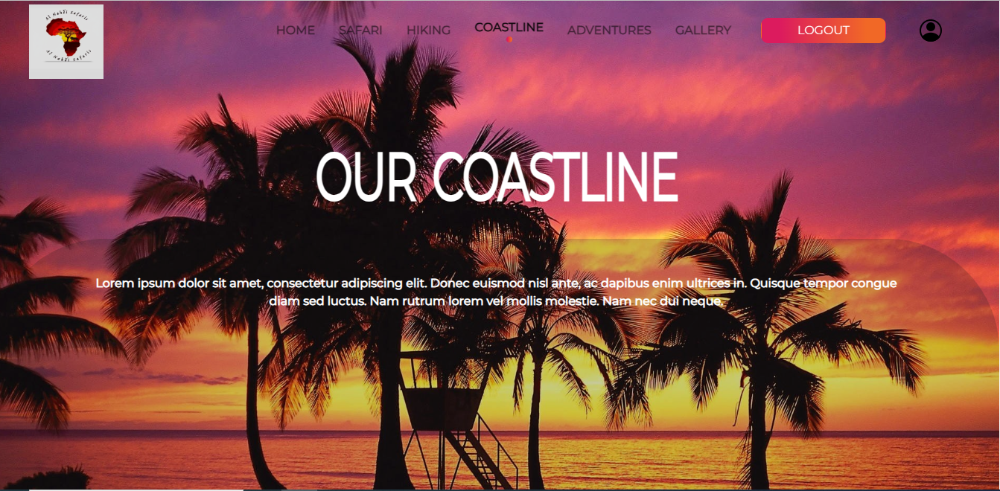 Al Nahdi Safaris
Al Nahdi Safaris
HOME SAFARI HIKING COASTLINE ADVENTURES GALLERY LOGOUT
OUR COASTLINE
Lorem ipsum dolor sit amet, consectetur adipiscing elit. Donec euismod nisl ante, ac dapibus enim ultrices in. Quisque tempor congue
diam sed luctus. Nam rutrum lorem vel mollis molestie. Nam nec dui neque.